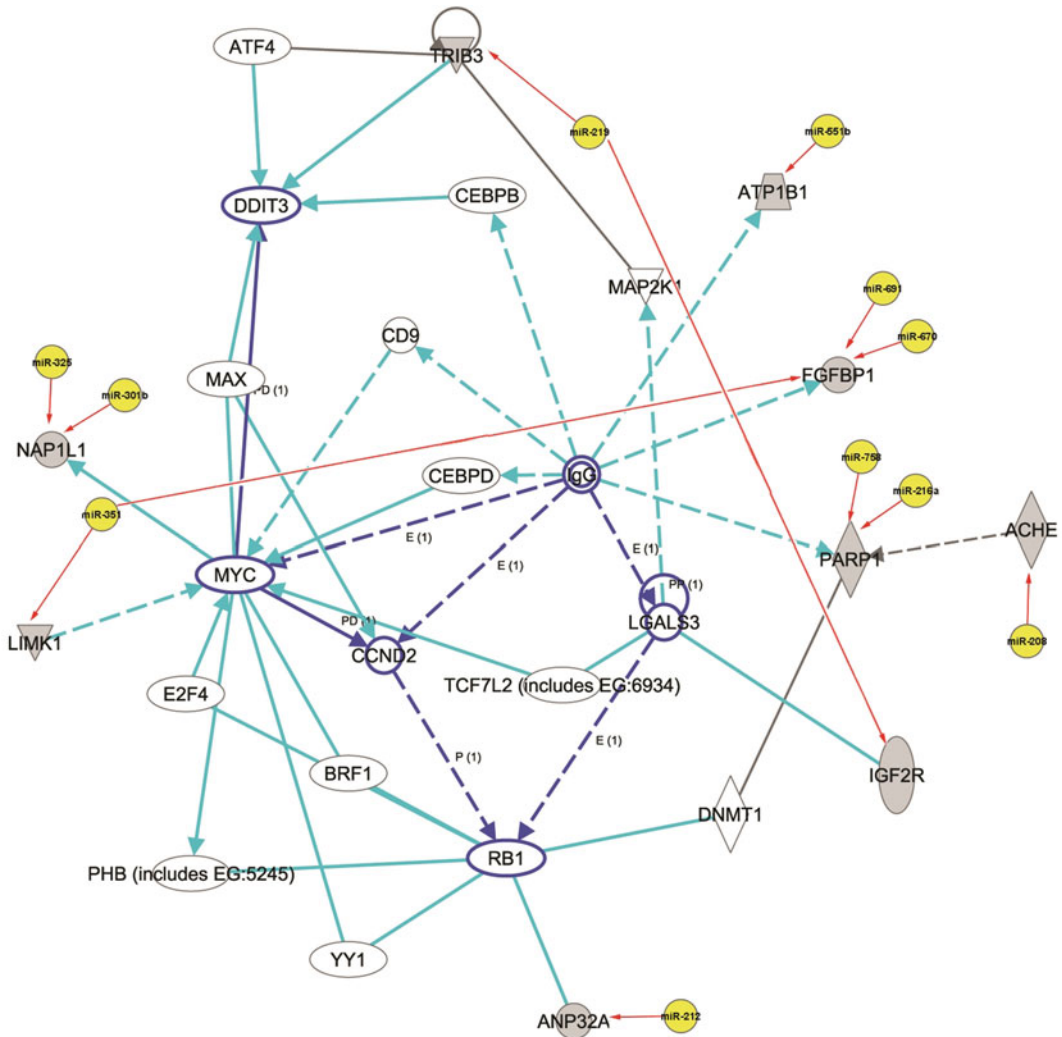 ATF4
TRIB3
miR-219
miR-551b
ATP1B1
DDIT3
CEBPB
MAP2K1
miR-691
miR-670
FGFBP1
CD9
miR-325
miR-301b
MAX
PD (1)
NAP1L1
CEBPD
IgG
miR-758
miR-216a
miR-351
ACHE
PARP1
E (1)
E (1)
E (1)
MYC
PP (1)
PD (1)
LGALS3
LIMK1
CCND2
miR-208
E2F4
TCF7L2 (includes EG:6934)
P (1)
E (1)
BRF1
IGF2R
DNMT1
RB1
PHB (includes EG:5245)
YY1
ANP32A
miR-212